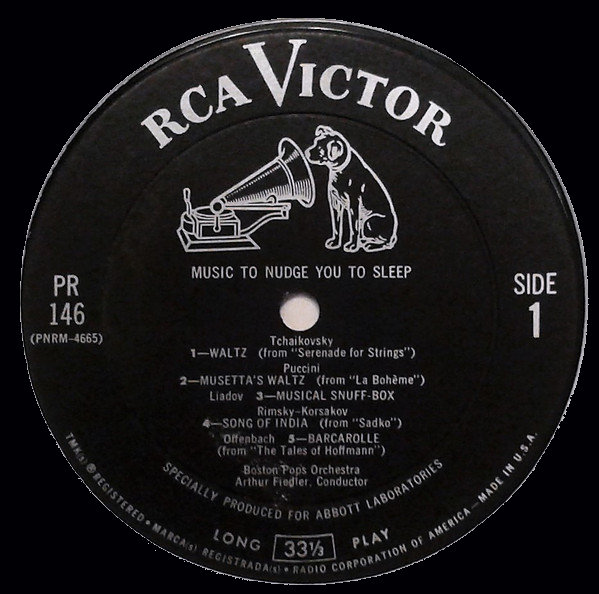 RCA VICTOR
MUSIC TO NUDGE YOU TO SLEEP
PR
146
(PNRM-4665)
SIDE
1
Tchaikovsky
1—WALTZ (from "Serenade for Strings")
Puccini
2—MUSETTA'S WALTZ (from "La Bohème")
Liadov 3—MUSICAL SNUFF-BOX
Rimsky-Korsakov
4—SONG OF INDIA (from "Sadko")
Offenbach 5—BARCAROLLE
(from "The Tales of Hoffmann")
Boston Pops Orchestra
Arthur Fiedler, Conductor
SPECIALLY PRODUCED FOR ABBOTT LABORATORIES
LONG 33⅓ PLAY
TMK(s) ® REGISTERED • MARCA(s) REGISTRADA(s) • RADIO CORPORATION OF AMERICA—MADE IN U.S.A.